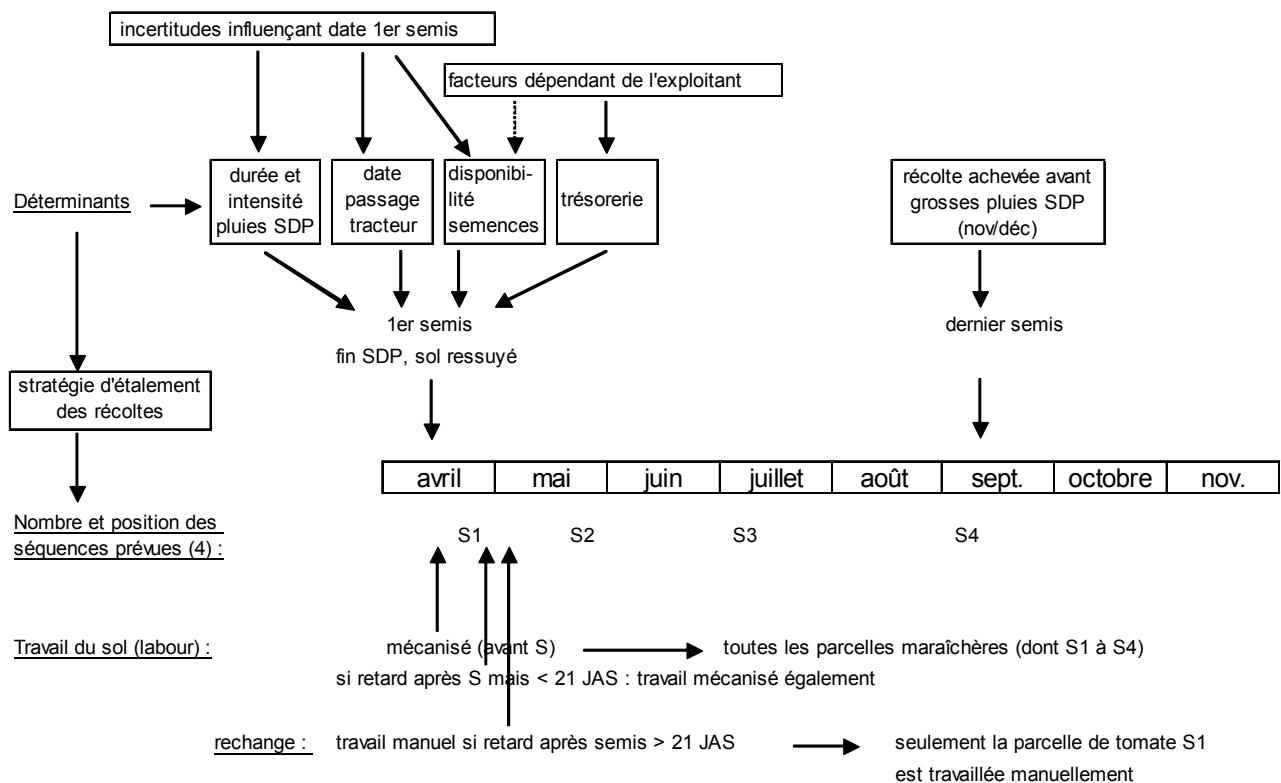 incertitudes influençant date 1er semis
facteurs dépendant de l'exploitant
Déterminants
durée et
intensité
pluies SDP
date
passage
tracteur
disponibi-
lité
semences
trésorerie
récolte achevée avant
grosses pluies SDP
(nov/déc)
1er semis
fin SDP, sol ressuyé
dernier semis
stratégie d'étalement
des récoltes
avril mai juin juillet août sept. octobre nov.
Nombre et position des
séquences prévues (4) :
S1 S2 S3 S4
Travail du sol (labour) : mécanisé (avant S) toutes les parcelles maraîchères (dont S1 à S4)
si retard après S mais < 21 JAS : travail mécanisé également
rechange : travail manuel si retard après semis > 21 JAS seulement la parcelle de tomate S1
est travaillée manuellement